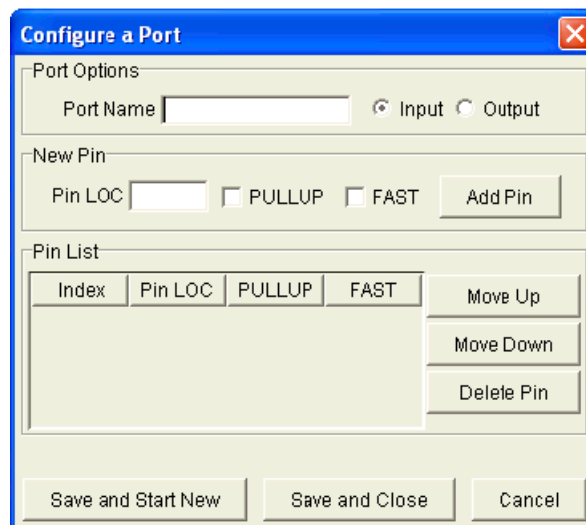 Configure a Port
Port Options
Port Name Input Output
New Pin
Pin LOC PULLUP FAST Add Pin
Pin List
Index Pin LOC PULLUP FAST
Move Up
Move Down
Delete Pin
Save and Start New Save and Close Cancel